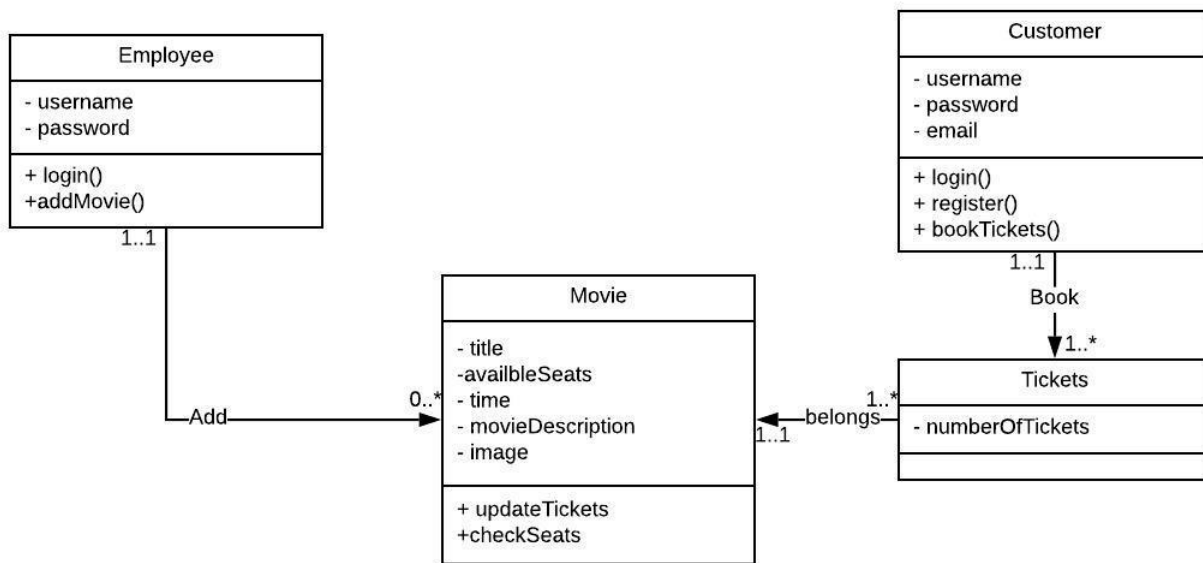 Employee
- username
- password
+ login()
+addMovie()
1..1
Add
0..*
Movie
- title
-availbleSeats
- time
- movieDescription
- image
+ updateTickets
+checkSeats
Customer
- username
- password
- email
+ login()
+ register()
+ bookTickets()
1..1
Book
1..*
Tickets
- numberOfTickets
1..*
belongs
1..1